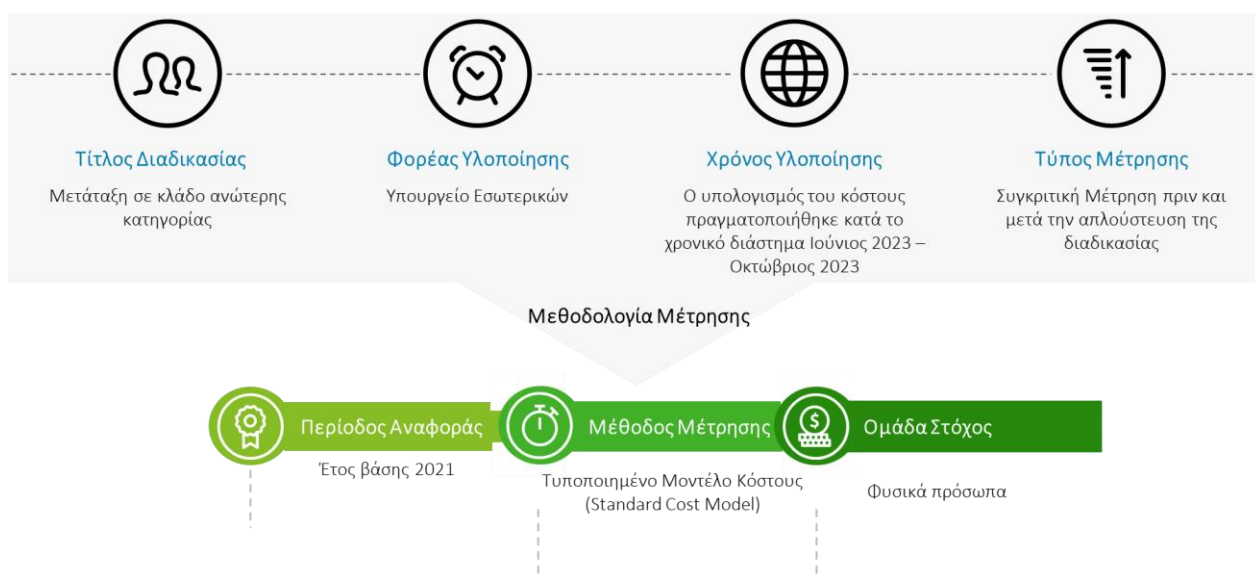 Τίτλος Διαδικασίας
Μετάταξη σε κλάδο ανώτερης
κατηγορίας
Φορέας Υλοποίησης
Υπουργείο Εσωτερικών
Χρόνος Υλοποίησης
Ο υπολογισμός του κόστους
πραγματοποιήθηκε κατά το
χρονικό διάστημα Ιούνιος 2023 –
Οκτώβριος 2023
Τύπος Μέτρησης
Συγκριτική Μέτρηση πριν και
μετά την απλούστευση της
διαδικασίας
Μεθοδολογία Μέτρησης
Περίοδος Αναφοράς
Έτος βάσης 2021
Μέθοδος Μέτρησης
Τυποποιημένο Μοντέλο Κόστους
(Standard Cost Model)
Ομάδα Στόχος
Φυσικά πρόσωπα